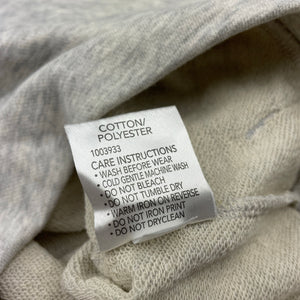 COTTON/
POLYESTER
1003933
CARE INSTRUCTIONS
• WASH BEFORE WEAR
• COLD GENTLE MACHINE WASH
• DO NOT BLEACH
• DO NOT TUMBLE DRY
• WARM IRON ON REVERSE
• DO NOT IRON PRINT
• DO NOT DRYCLEAN